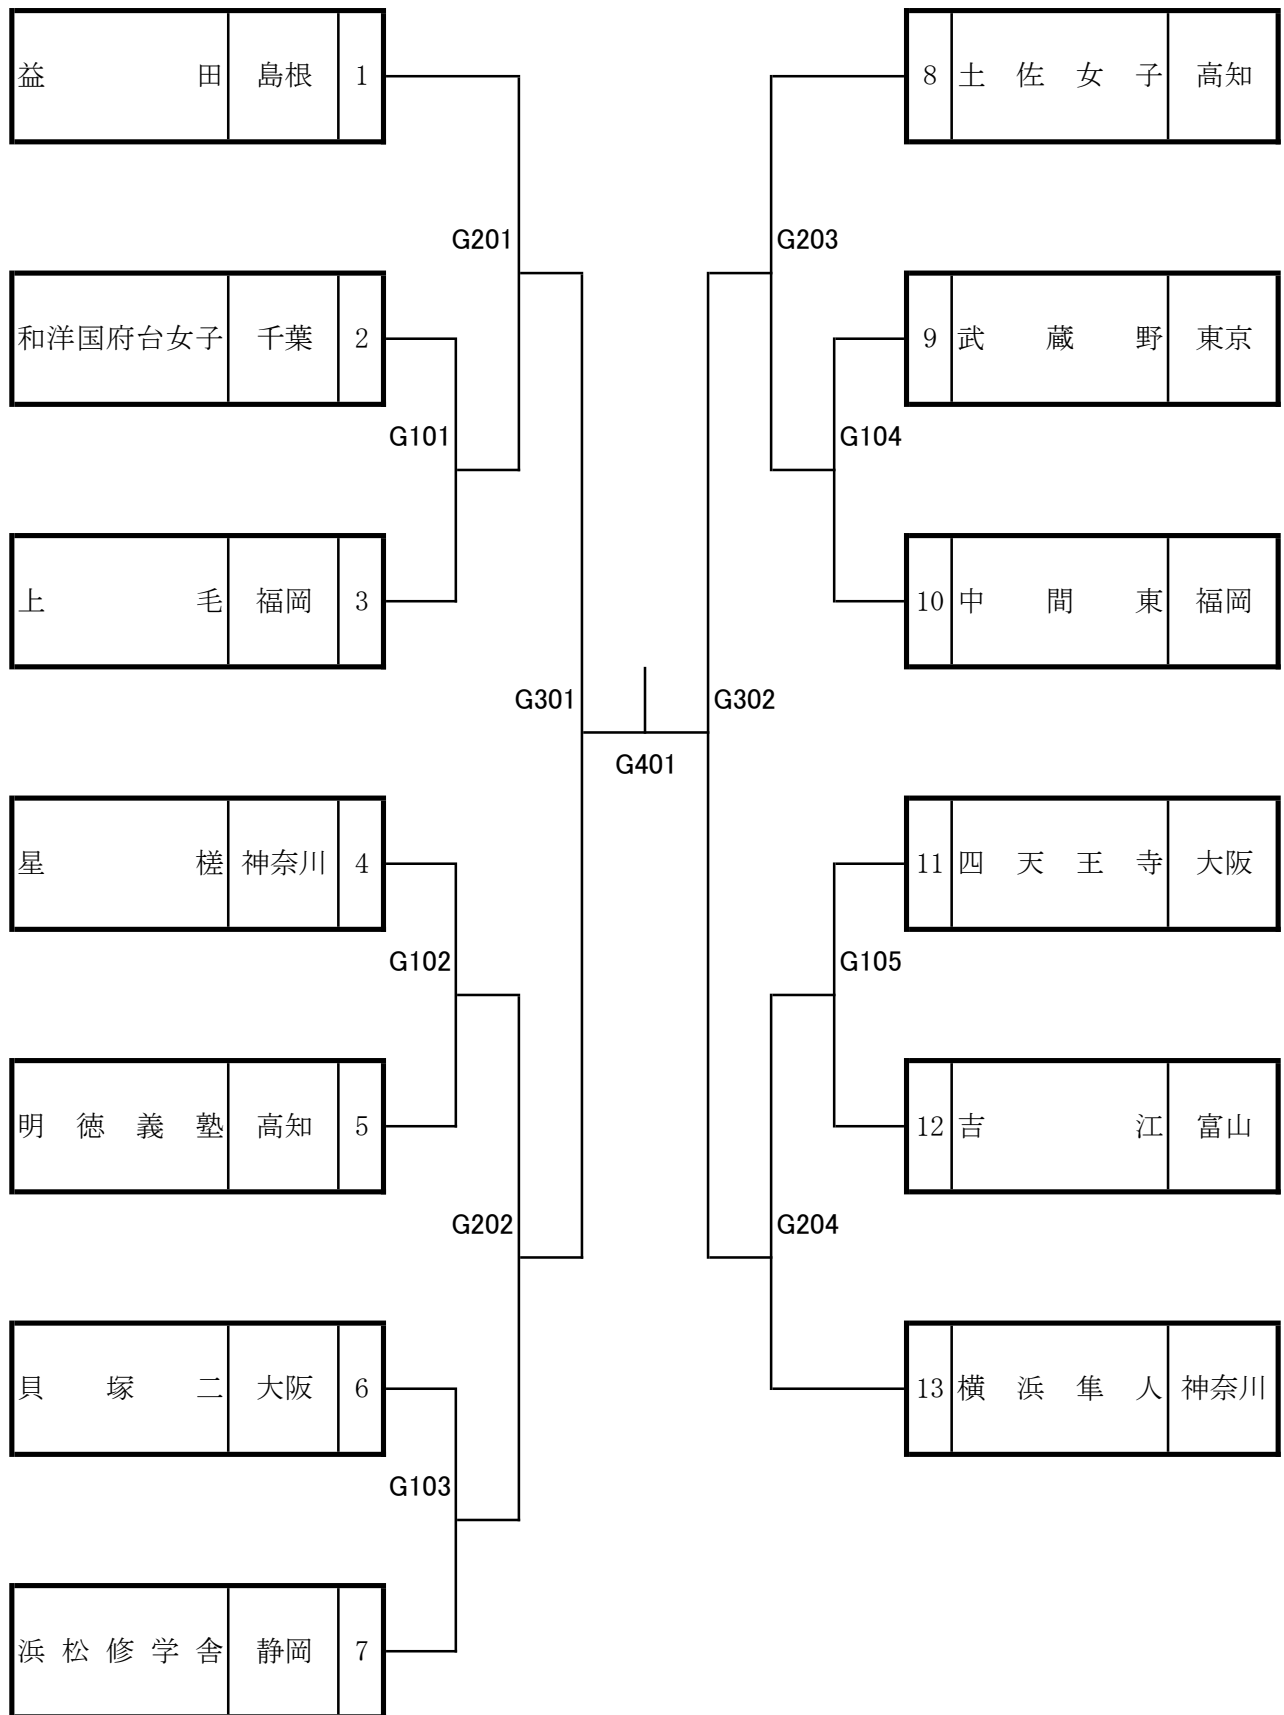 益田 島根 1
8 土佐女子 高知
G201
G203
和洋国府台女子 千葉 2
9 武蔵野 東京
G101
G104
上毛 福岡 3
10 中間東 福岡
G301
G302
G401
星槎 神奈川 4
11 四天王寺 大阪
G102
G105
明徳義塾 高知 5
12 吉江 富山
G202
G204
貝塚二 大阪 6
13 横浜隼人 神奈川
G103
浜松修学舎 静岡 7